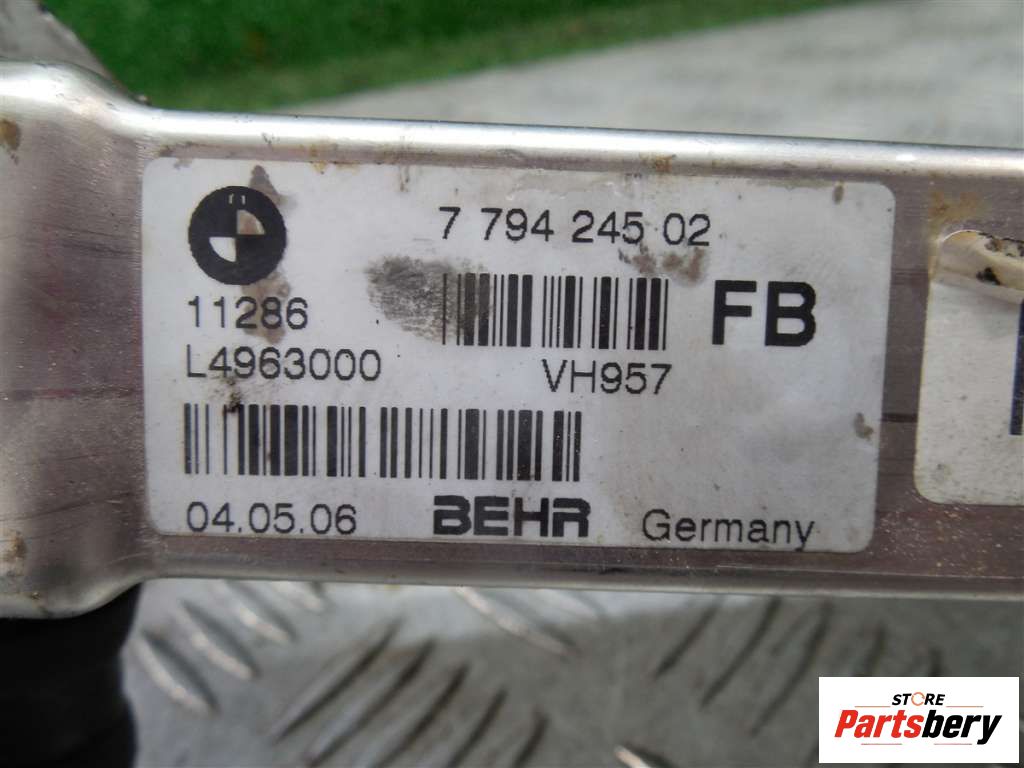 7 794 245 02
11286
FB
L4963000
VH957
04.05.06
BEHR
Germany
STORE
Partsbery